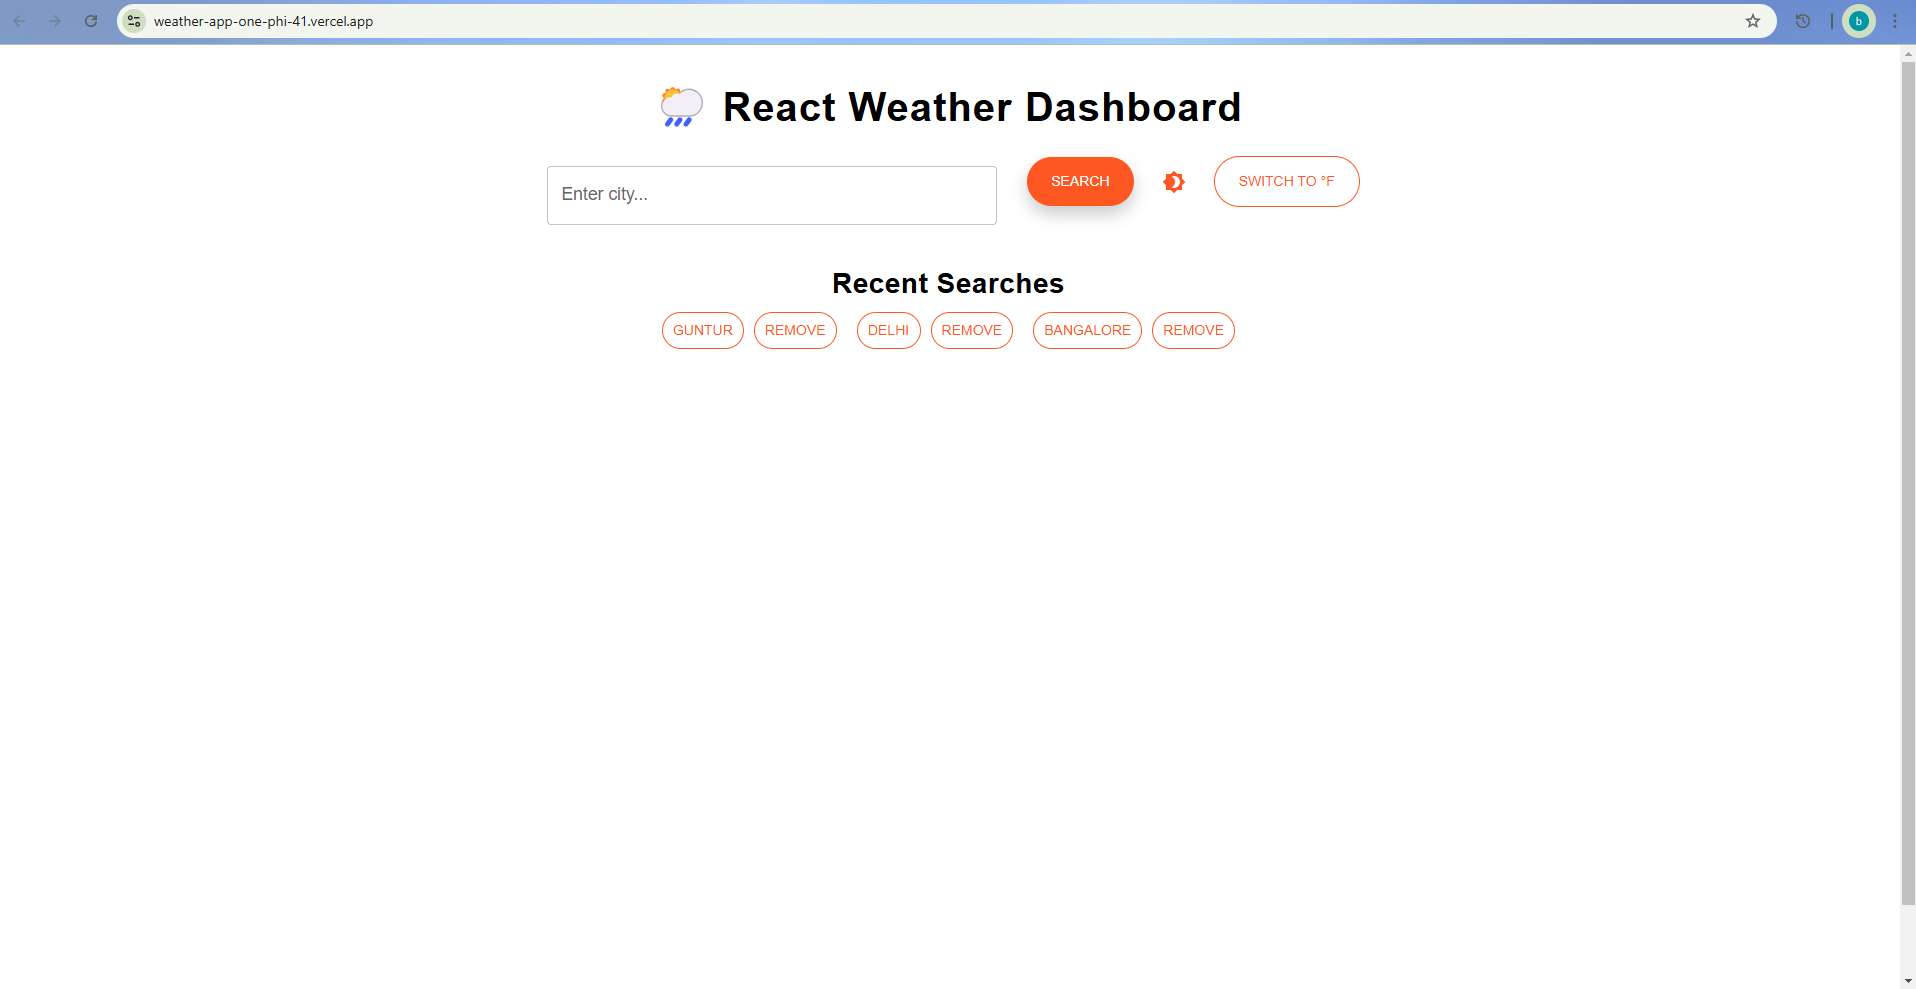 weather-app-one-phi-41.vercel.app
b
React Weather Dashboard
Enter city...
SEARCH
SWITCH TO °F
Recent Searches
GUNTUR REMOVE DELHI REMOVE BANGALORE REMOVE